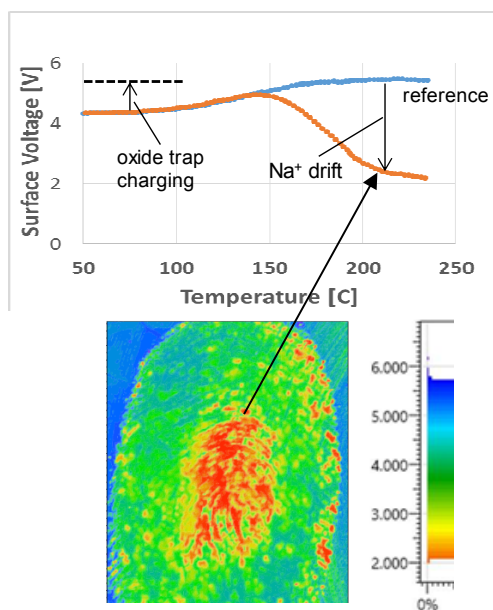 6
4
2
0
Surface Voltage [V]
reference
oxide trap
charging
Na⁺ drift
50
100
150
200
250
Temperature [C]
6.000
5.000
4.000
3.000
2.000
0%